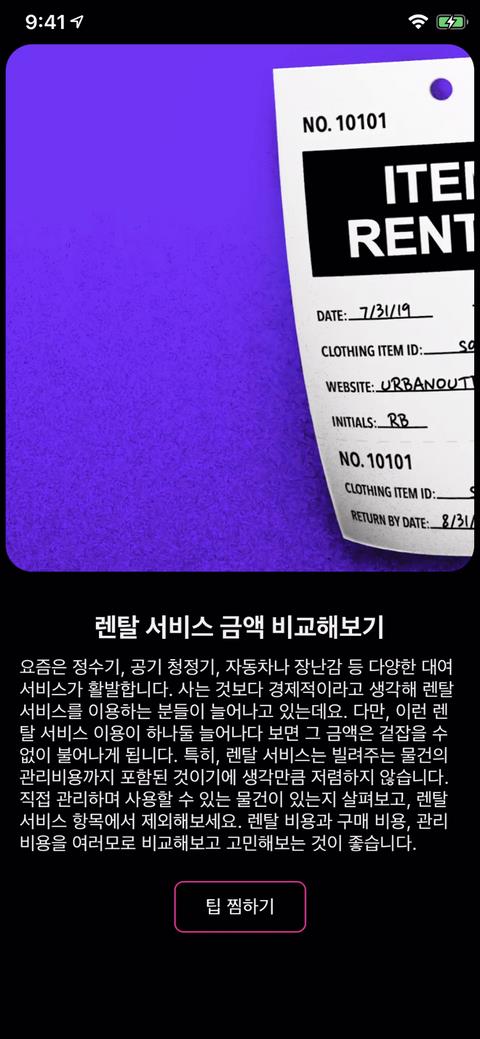 9:41
NO. 10101
DATE: 7/31/19
CLOTHING ITEM ID:
WEBSITE:
INITIALS: RB
NO. 10101
CLOTHING ITEM ID:
RETURN BY DATE: 8/31/
렌탈 서비스 금액 비교해보기
요즘은 정수기, 공기 청정기, 자동차나 장난감 등 다양한 대여
서비스가 활발합니다. 사는 것보다 경제적이라고 생각해 렌탈
서비스를 이용하는 분들이 늘어나고 있는데요. 다만, 이런 렌
탈 서비스 이용이 하나둘 늘어나다 보면 그 금액은 겉잡을 수
없이 불어나게 됩니다. 특히, 렌탈 서비스는 빌려주는 물건의
관리비용까지 포함된 것이기에 생각만큼 저렴하지 않습니다.
직접 관리하며 사용할 수 있는 물건이 있는지 살펴보고, 렌탈
서비스 항목에서 제외해보세요. 렌탈 비용과 구매 비용, 관리
비용을 여러모로 비교해보고 고민해보는 것이 좋습니다.
팁 찜하기